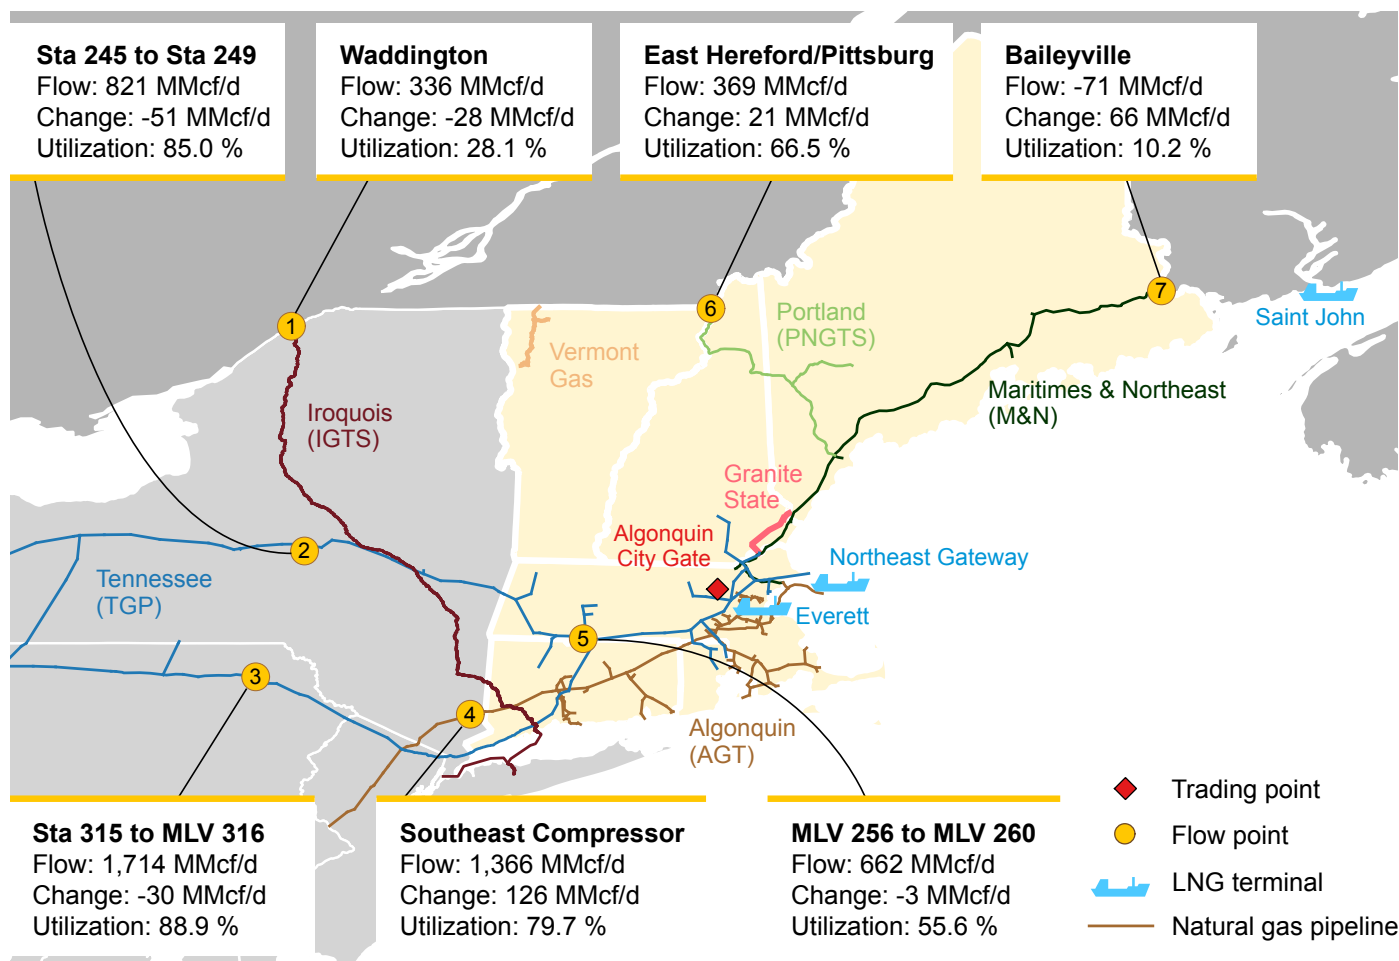 Sta 245 to Sta 249
Flow: 821 MMcf/d
Change: -51 MMcf/d
Utilization: 85.0 %
Waddington
Flow: 336 MMcf/d
Change: -28 MMcf/d
Utilization: 28.1 %
East Hereford/Pittsburg
Flow: 369 MMcf/d
Change: 21 MMcf/d
Utilization: 66.5 %
Baileyville
Flow: -71 MMcf/d
Change: 66 MMcf/d
Utilization: 10.2 %
7
6
1
Saint John
Portland
(PNGTS)
Vermont
Gas
Maritimes & Northeast
(M&N)
Iroquois
(IGTS)
Granite
State
Algonquin
City Gate
2
Northeast Gateway
Tennessee
(TGP)
Everett
5
3
4
Algonquin
(AGT)
Sta 315 to MLV 316
Flow: 1,714 MMcf/d
Change: -30 MMcf/d
Utilization: 88.9 %
Southeast Compressor
Flow: 1,366 MMcf/d
Change: 126 MMcf/d
Utilization: 79.7 %
MLV 256 to MLV 260
Flow: 662 MMcf/d
Change: -3 MMcf/d
Utilization: 55.6 %
Trading point
Flow point
LNG terminal
Natural gas pipeline